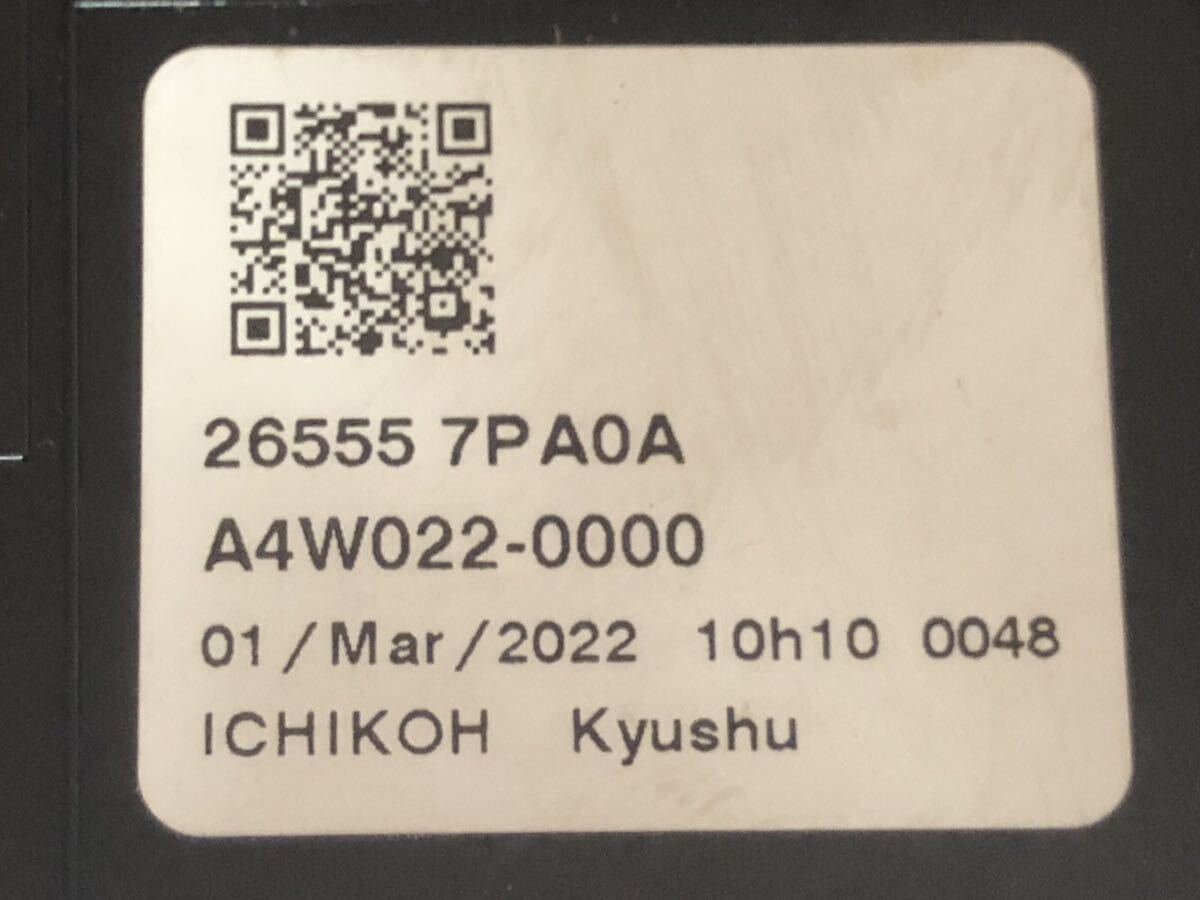 26555 7PA0A
A4W022-0000
01/Mar/2022 10h10 0048
ICHIKOH Kyushu